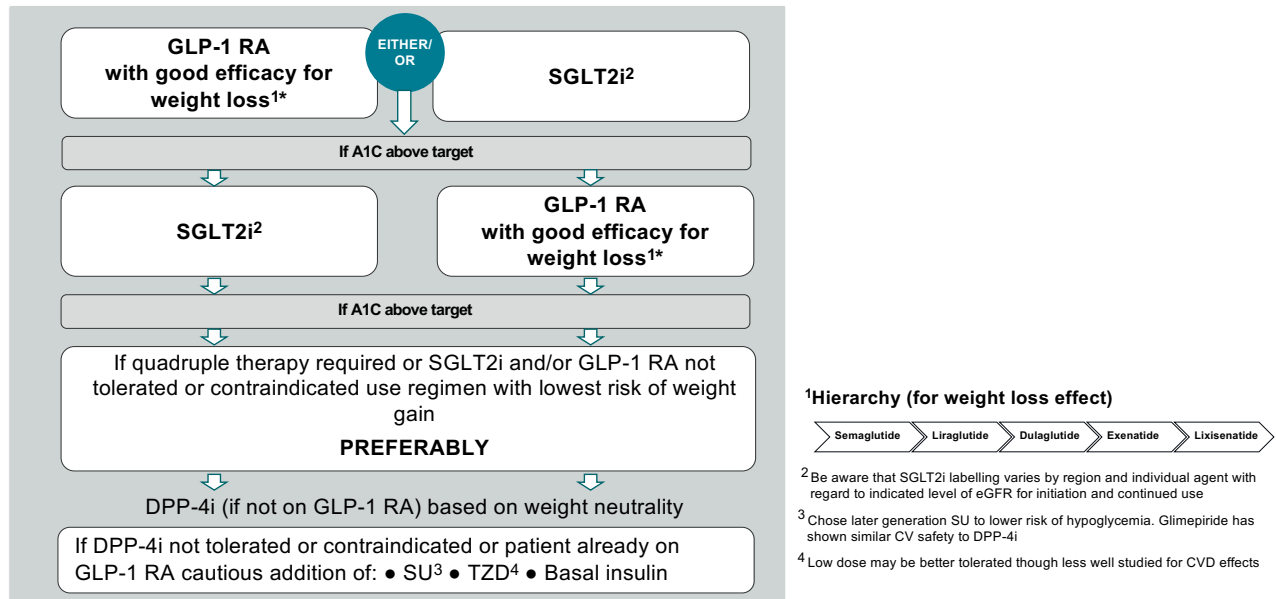 GLP-1 RA
with good efficacy for
weight loss¹*
EITHER/
OR
SGLT2i²
If A1C above target
SGLT2i²
GLP-1 RA
with good efficacy for
weight loss¹*
If A1C above target
If quadruple therapy required or SGLT2i and/or GLP-1 RA not
tolerated or contraindicated use regimen with lowest risk of weight
gain
PREFERABLY
DPP-4i (if not on GLP-1 RA) based on weight neutrality
If DPP-4i not tolerated or contraindicated or patient already on
GLP-1 RA cautious addition of: ● SU³ ● TZD⁴ ● Basal insulin
¹Hierarchy (for weight loss effect)
Semaglutide Liraglutide Dulaglutide Exenatide Lixisenatide
² Be aware that SGLT2i labelling varies by region and individual agent with
regard to indicated level of eGFR for initiation and continued use
³ Chose later generation SU to lower risk of hypoglycemia. Glimepiride has
shown similar CV safety to DPP-4i
⁴ Low dose may be better tolerated though less well studied for CVD effects